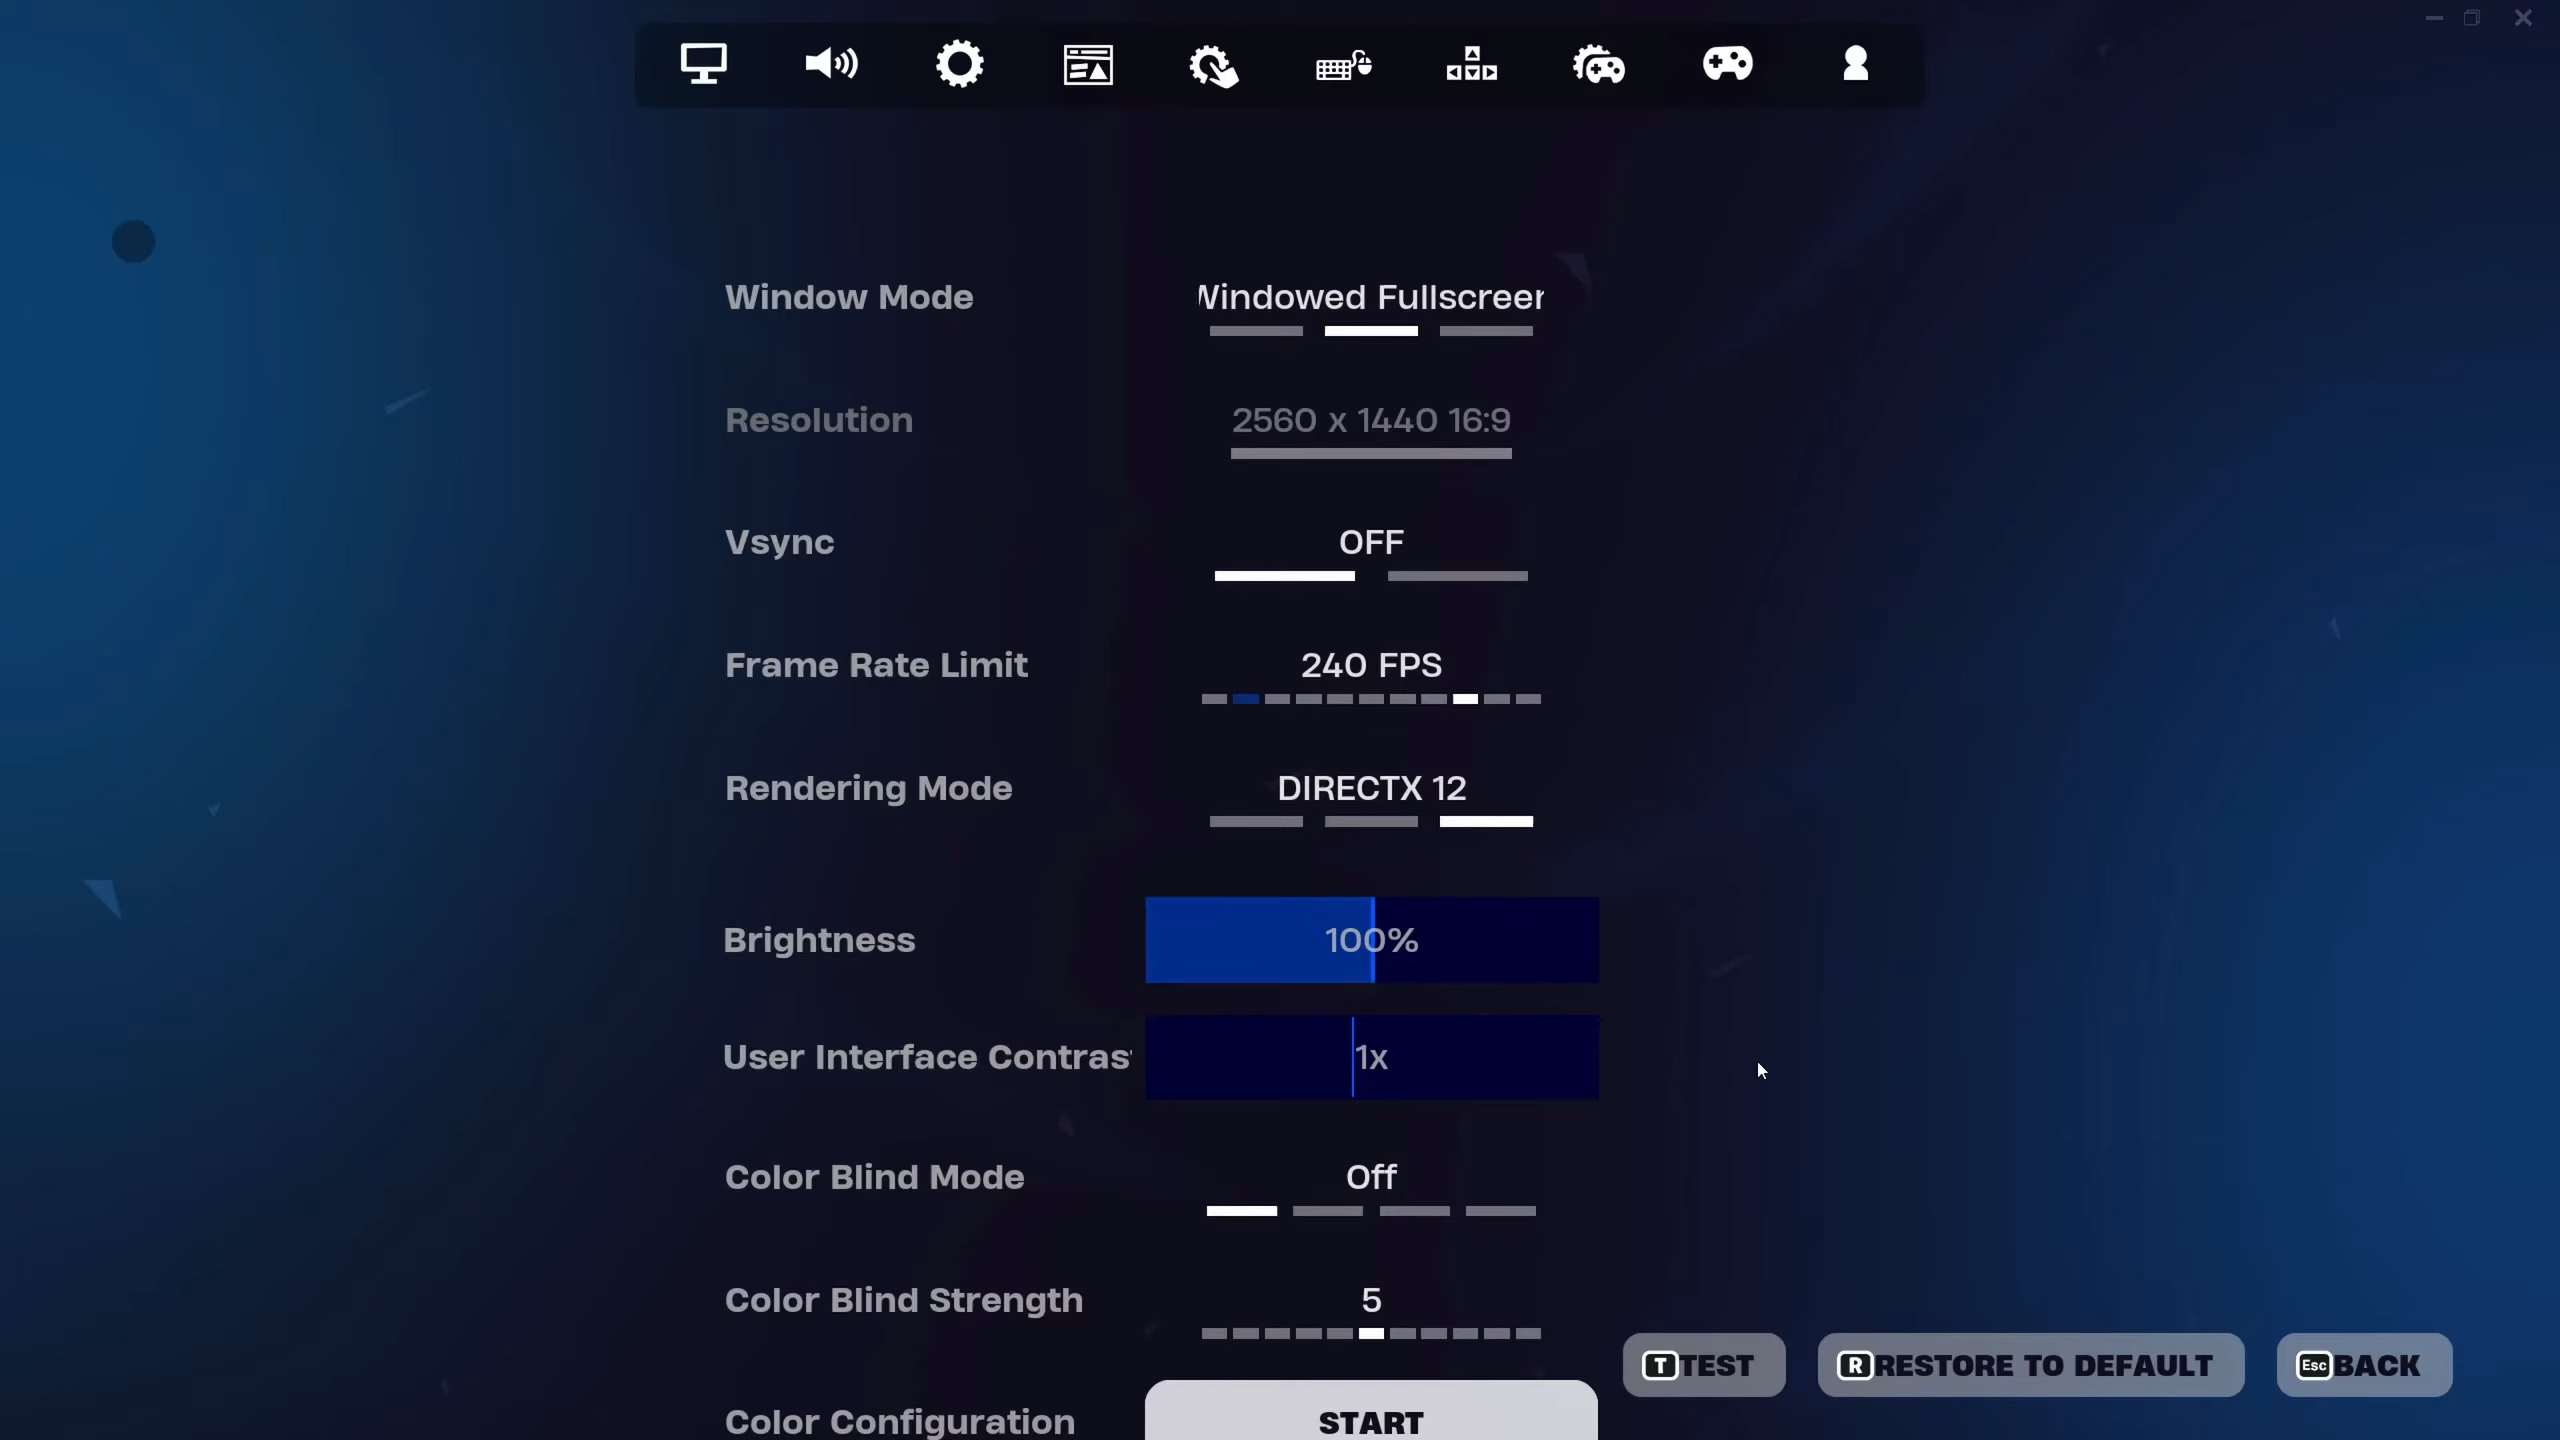 Window Mode
Windowed Fullscreen
Resolution
2560 x 1440 16:9
Vsync
OFF
Frame Rate Limit
240 FPS
Rendering Mode
DIRECTX 12
Brightness
100%
User Interface Contras
1x
Color Blind Mode
Off
Color Blind Strength
5
Color Configuration
START
T TEST
R RESTORE TO DEFAULT
Esc BACK